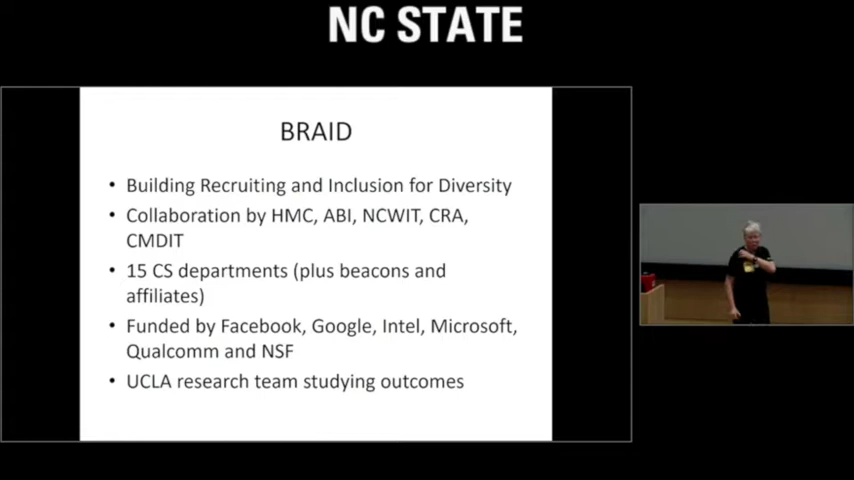 NC STATE
BRAID
• Building Recruiting and Inclusion for Diversity
• Collaboration by HMC, ABI, NCWIT, CRA,
CMDIT
• 15 CS departments (plus beacons and
affiliates)
• Funded by Facebook, Google, Intel, Microsoft,
Qualcomm and NSF
• UCLA research team studying outcomes